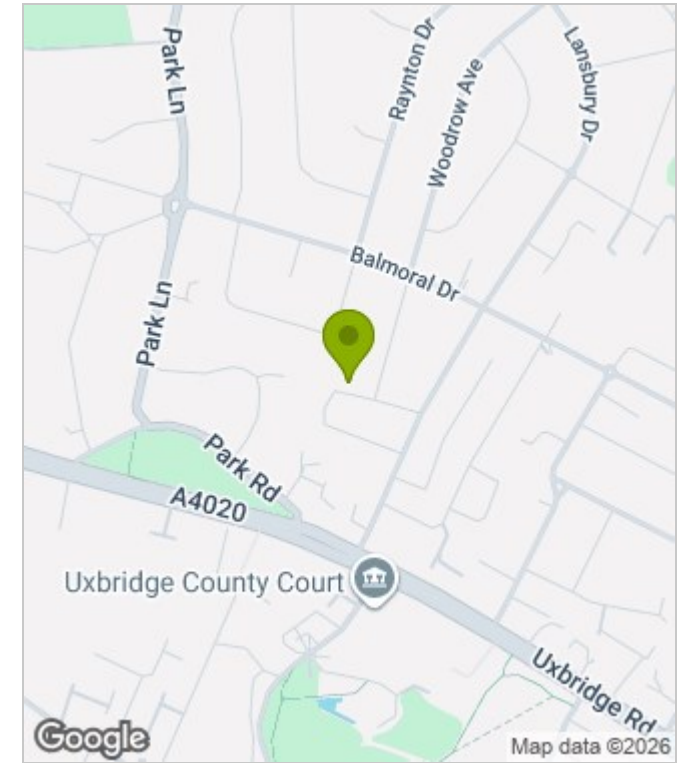 Park Ln
Raynton Dr
Woodrow Ave
Lansbury Dr
Balmoral Dr
Park Ln
Park Rd
A4020
Uxbridge County Court
Uxbridge Rd
Google
Map data ©2026